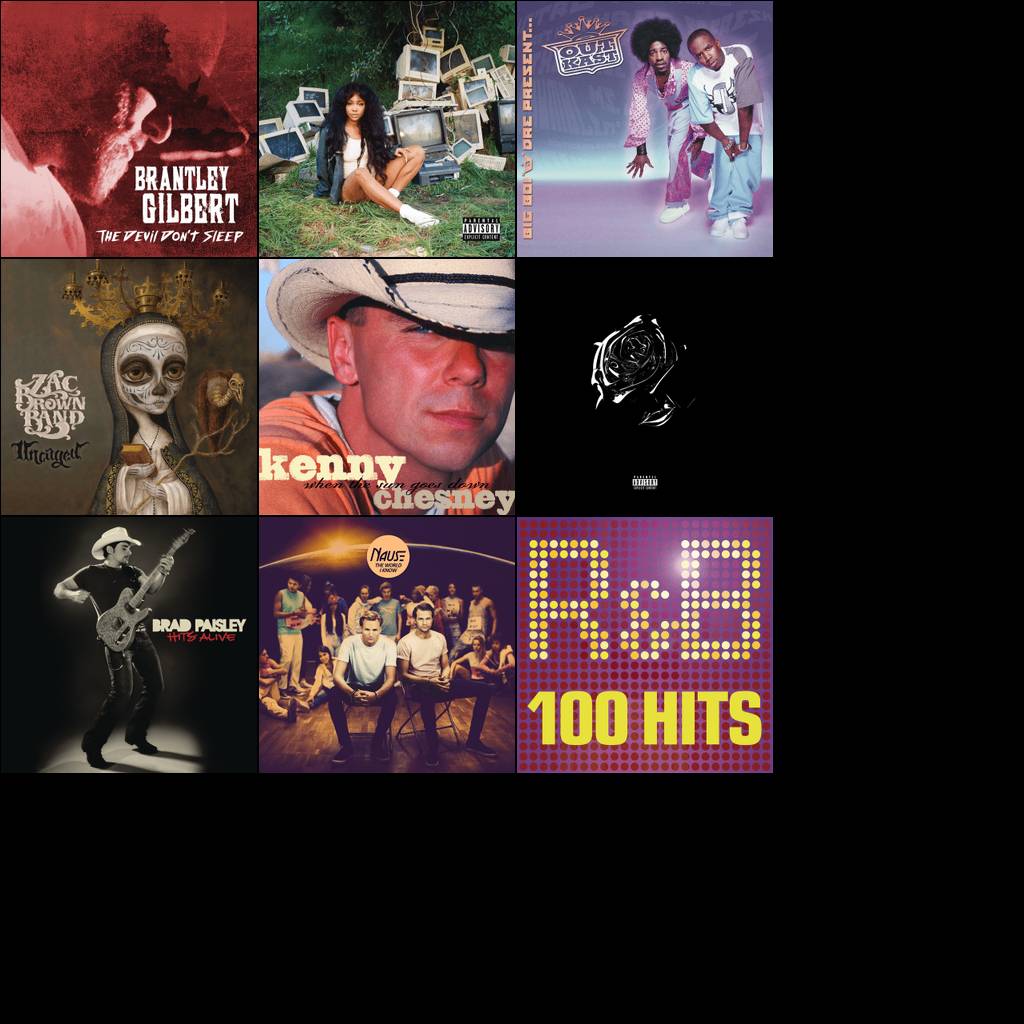 BRANTLEY
GILBERT
THE DEVIL DON'T SLEEP
PARENTAL
ADVISORY
EXPLICIT CONTENT
BIG BOI & DRE PRESENT...
OUT
KAST
ZAC
BROWN
BAND
Uncaged
kenny
when the sun goes down
chesney
PARENTAL
ADVISORY
EXPLICIT CONTENT
BRAD PAISLEY
HITS ALIVE
NAUSE
THE WORLD
I KNOW
R&B
100 HITS